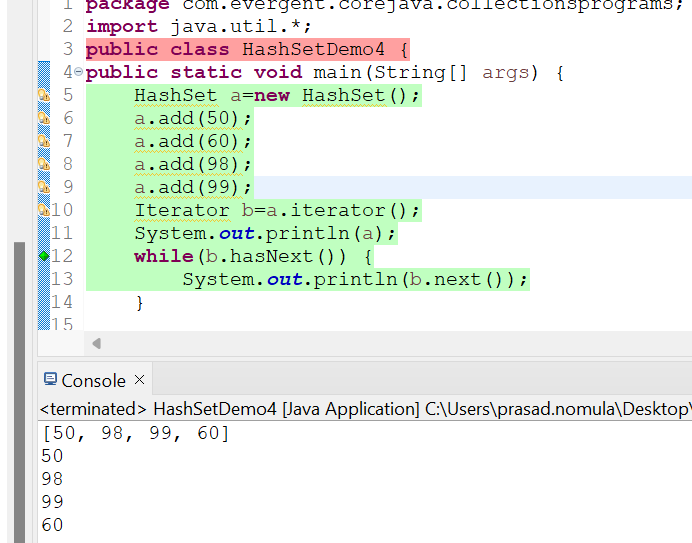 1 package com.evergent.corejava.collectionsprograms;
2 import java.util.*;
3 public class HashSetDemo4 {
4 public static void main(String[] args) {
5 HashSet a=new HashSet();
6 a.add(50);
7 a.add(60);
8 a.add(98);
9 a.add(99);
10 Iterator b=a.iterator();
11 System.out.println(a);
12 while(b.hasNext()) {
13 System.out.println(b.next());
14 }
15
Console ×
<terminated> HashSetDemo4 [Java Application] C:\Users\prasad.nomula\Desktop\
[50, 98, 99, 60]
50
98
99
60